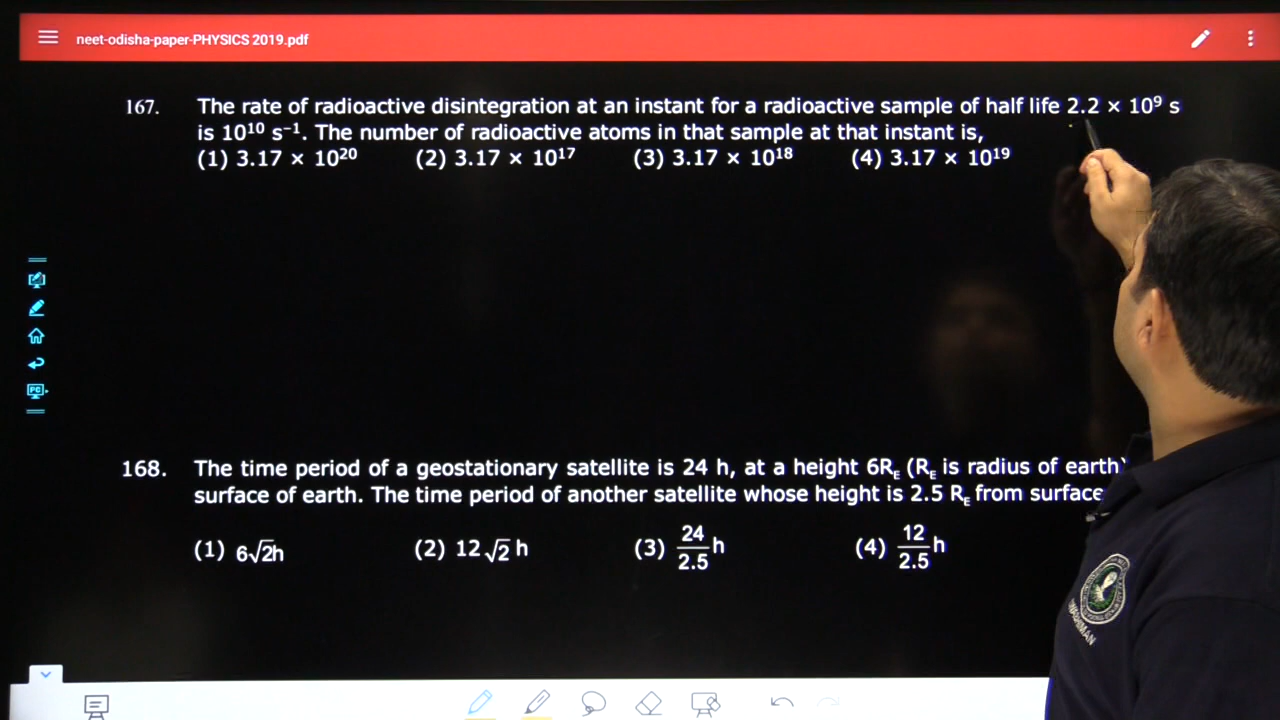 neet-odisha-paper-PHYSICS 2019.pdf
167. The rate of radioactive disintegration at an instant for a radioactive sample of half life 2.2 × 10⁹ s
is 10¹⁰ s⁻¹. The number of radioactive atoms in that sample at that instant is,
(1) 3.17 × 10²⁰ (2) 3.17 × 10¹⁷ (3) 3.17 × 10¹⁸ (4) 3.17 × 10¹⁹
PC
168. The time period of a geostationary satellite is 24 h, at a height 6R_E (R_E is radius of earth)
surface of earth. The time period of another satellite whose height is 2.5 R_E from surface
(1) 6√2h (2) 12√2 h (3) 24/2.5 h (4) 12/2.5 h